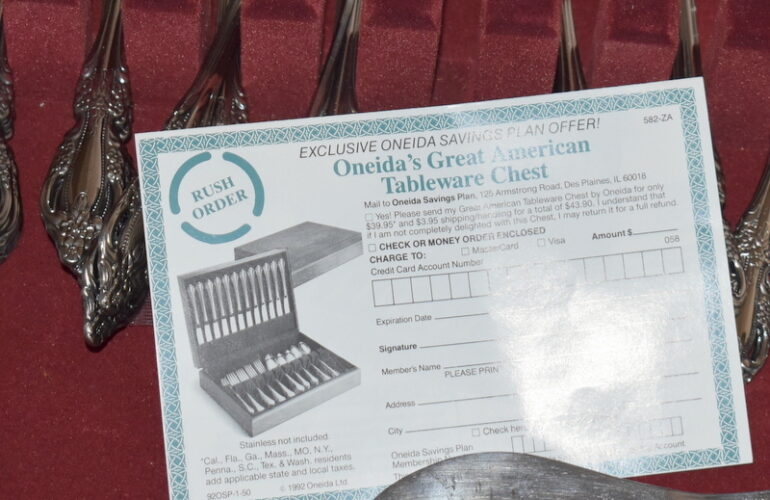 EXCLUSIVE ONEIDA SAVINGS PLAN OFFER!
582-ZA
Oneida's Great American
Tableware Chest
RUSH
ORDER
Mail to Oneida Savings Plan, 125 Armstrong Road, Des Plaines, IL 60018
Yes! Please send my Great American Tableware Chest by Oneida for only
$39.95* and $3.95 shipping/handling for a total of $43.90. I understand that
if I am not completely delighted with this Chest, I may return it for a full refund.
CHECK OR MONEY ORDER ENCLOSED
Amount $
CHARGE TO: MasterCard Visa
058
Credit Card Account Number
Expiration Date
Signature
Member's Name
PLEASE PRIN
Address
City
Check here
Oneida Savings Plan
Membership
Account
Th
Stainless not included
*Cal., Fla., Ga., Mass., MO, N.Y.,
Penna., S.C., Tex. & Wash. residents
add applicable state and local taxes.
92OSP-1-50 © 1992 Oneida Ltd.